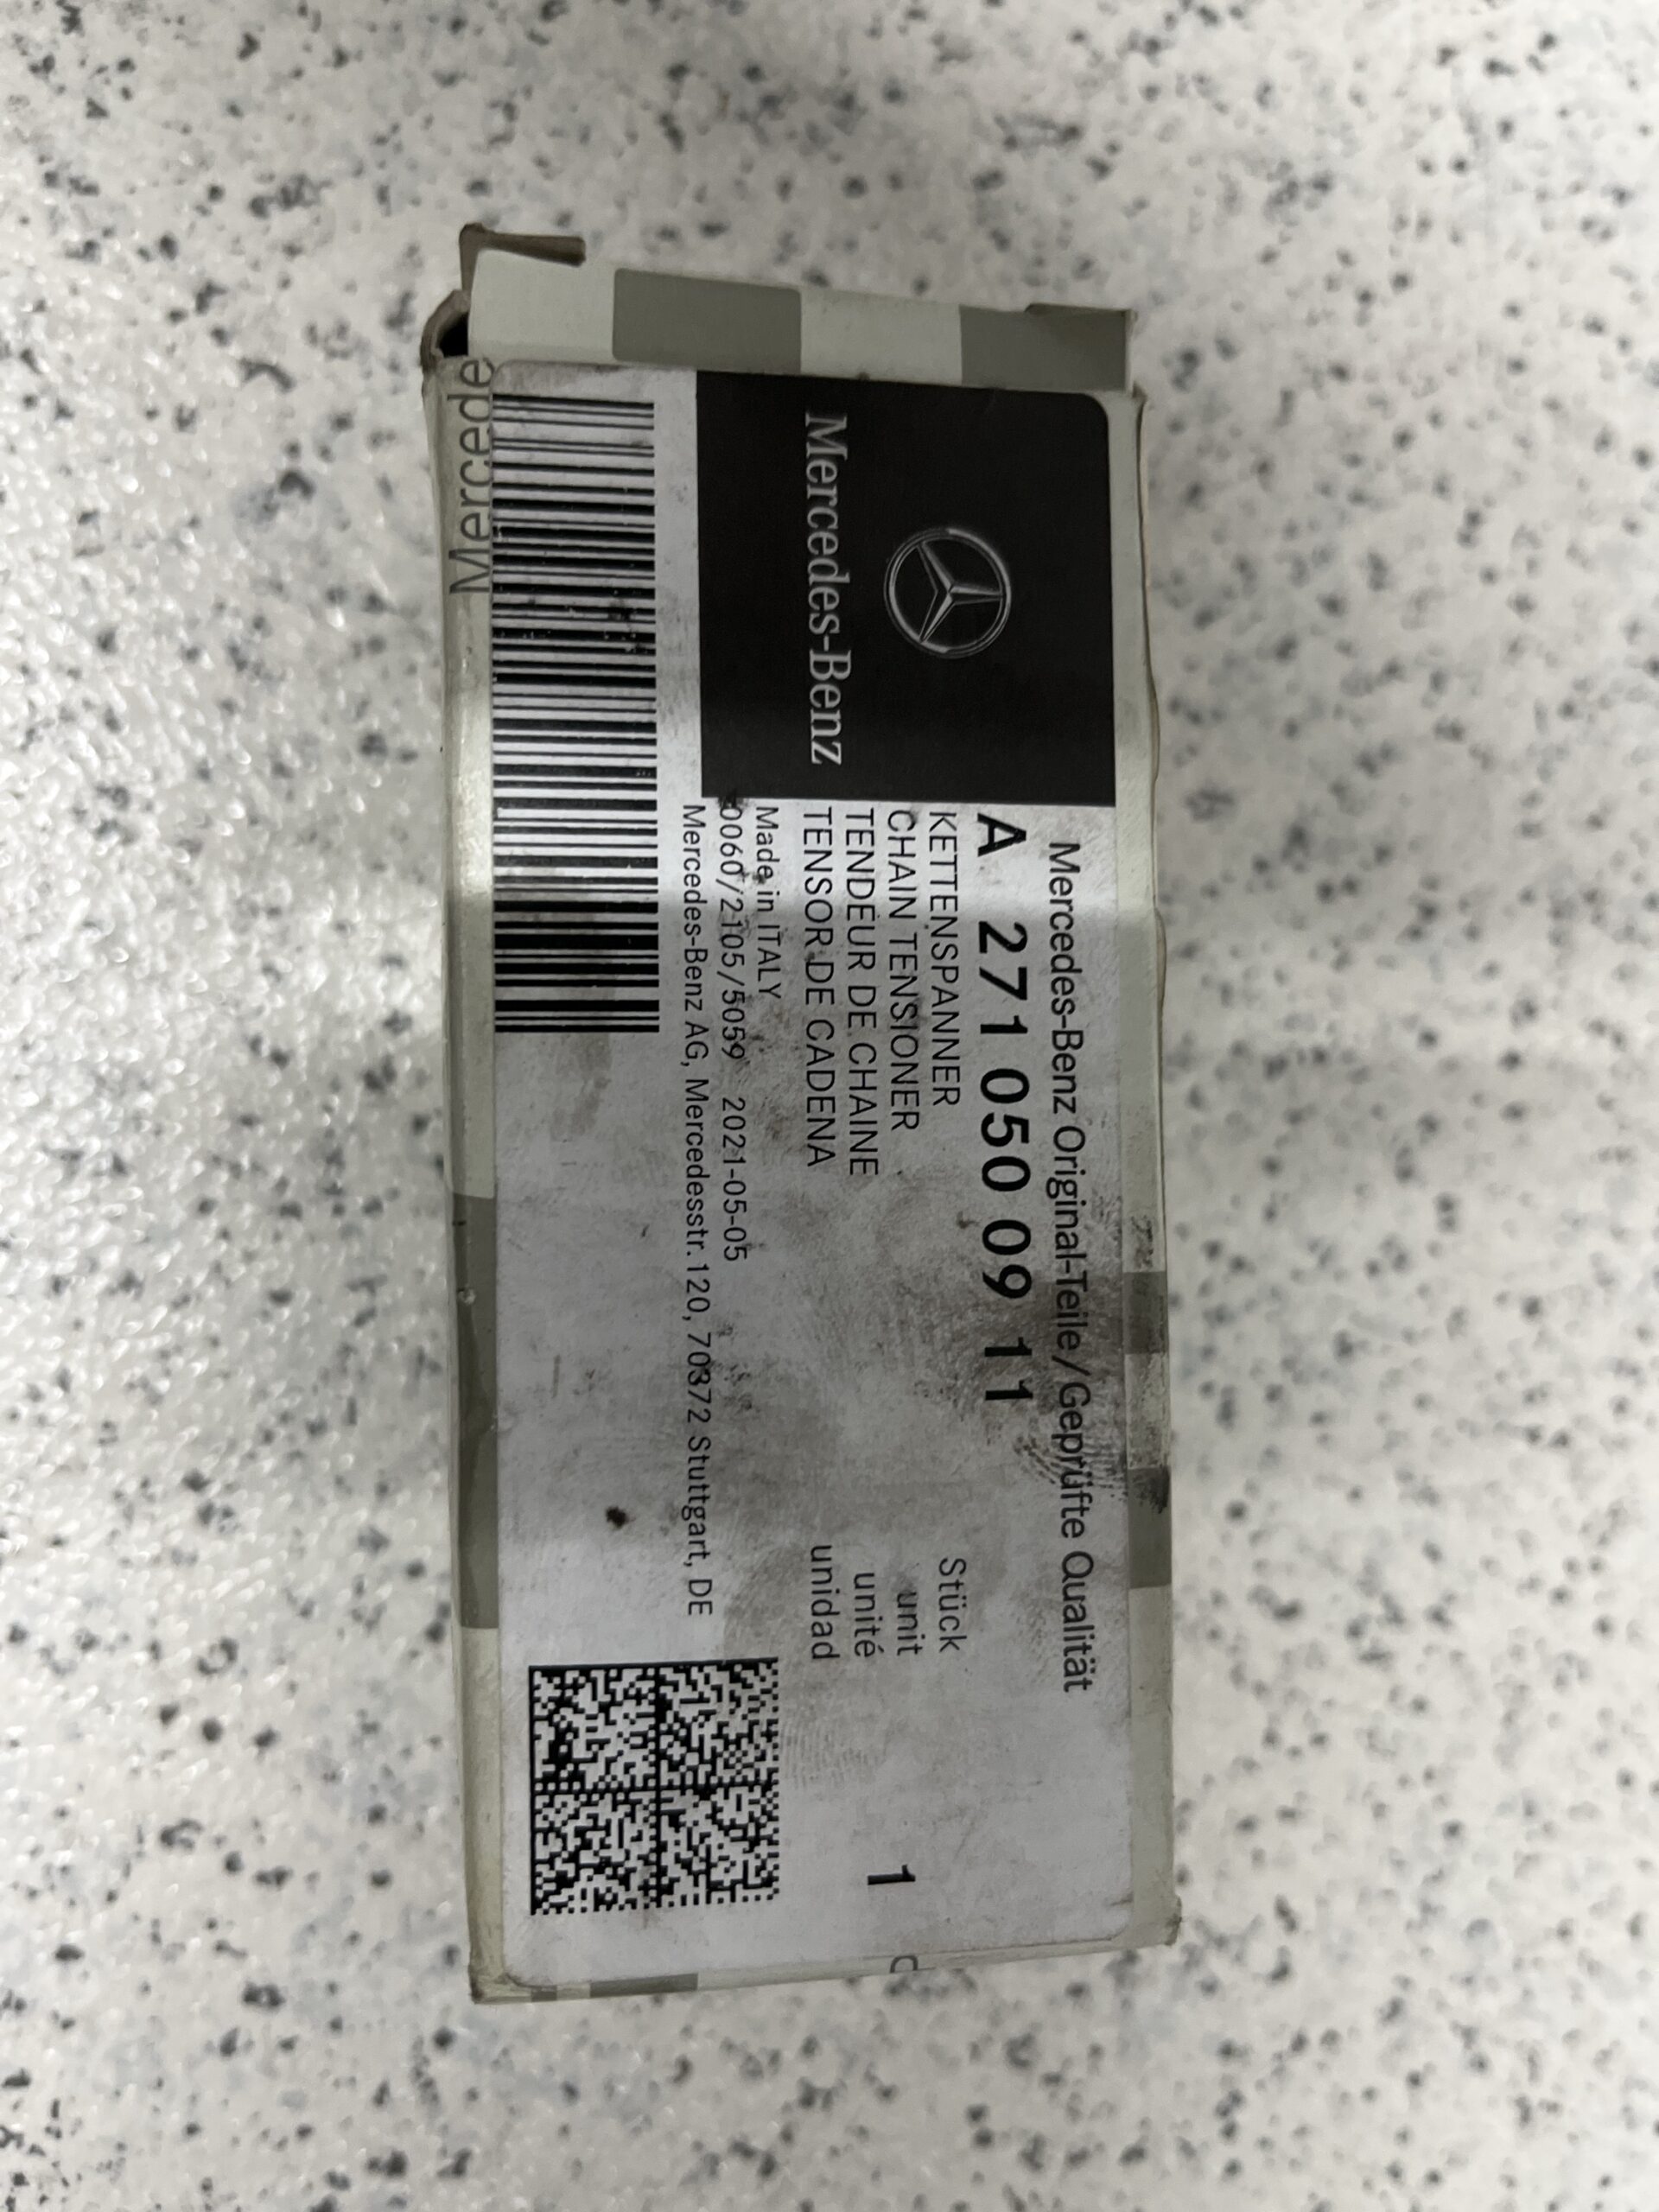 Mercedes-Benz Original-Teile/Geprüfte Qualität
Mercedes-Benz
A 271 050 09 11
KETTENSPANNER
CHAIN TENSIONER
TENDEUR DE CHAINE
TENSOR DE CADENA
Stück
unit
unité
unidad
1
Made in ITALY
0060/2105/5059 2021-05-05
Mercedes-Benz AG, Mercedesstr.120, 70372 Stuttgart, DE
Mercede